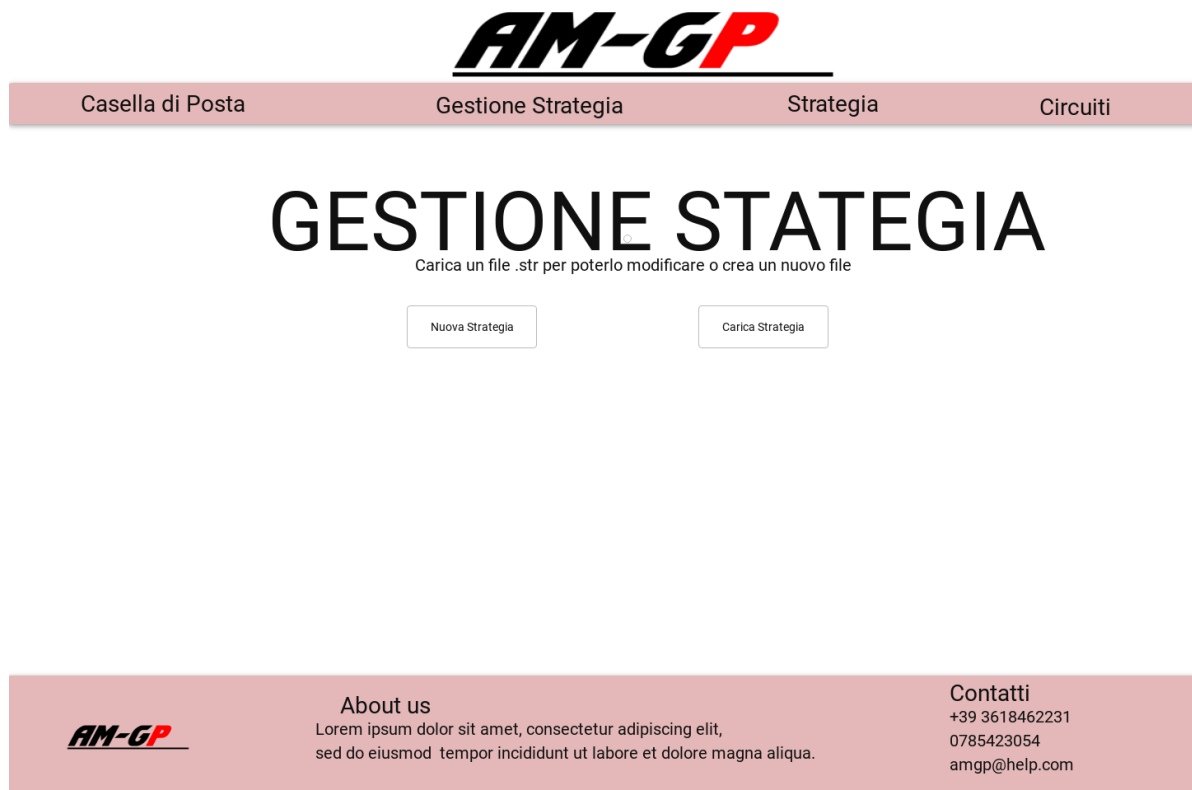 AM-GP
Casella di Posta
Gestione Strategia
Strategia
Circuiti
GESTIONE STATEGIA
Carica un file .str per poterlo modificare o crea un nuovo file
Nuova Strategia
Carica Strategia
AM-GP
About us
Lorem ipsum dolor sit amet, consectetur adipiscing elit,
sed do eiusmod  tempor incididunt ut labore et dolore magna aliqua.
Contatti
+39 3618462231
0785423054
amgp@help.com